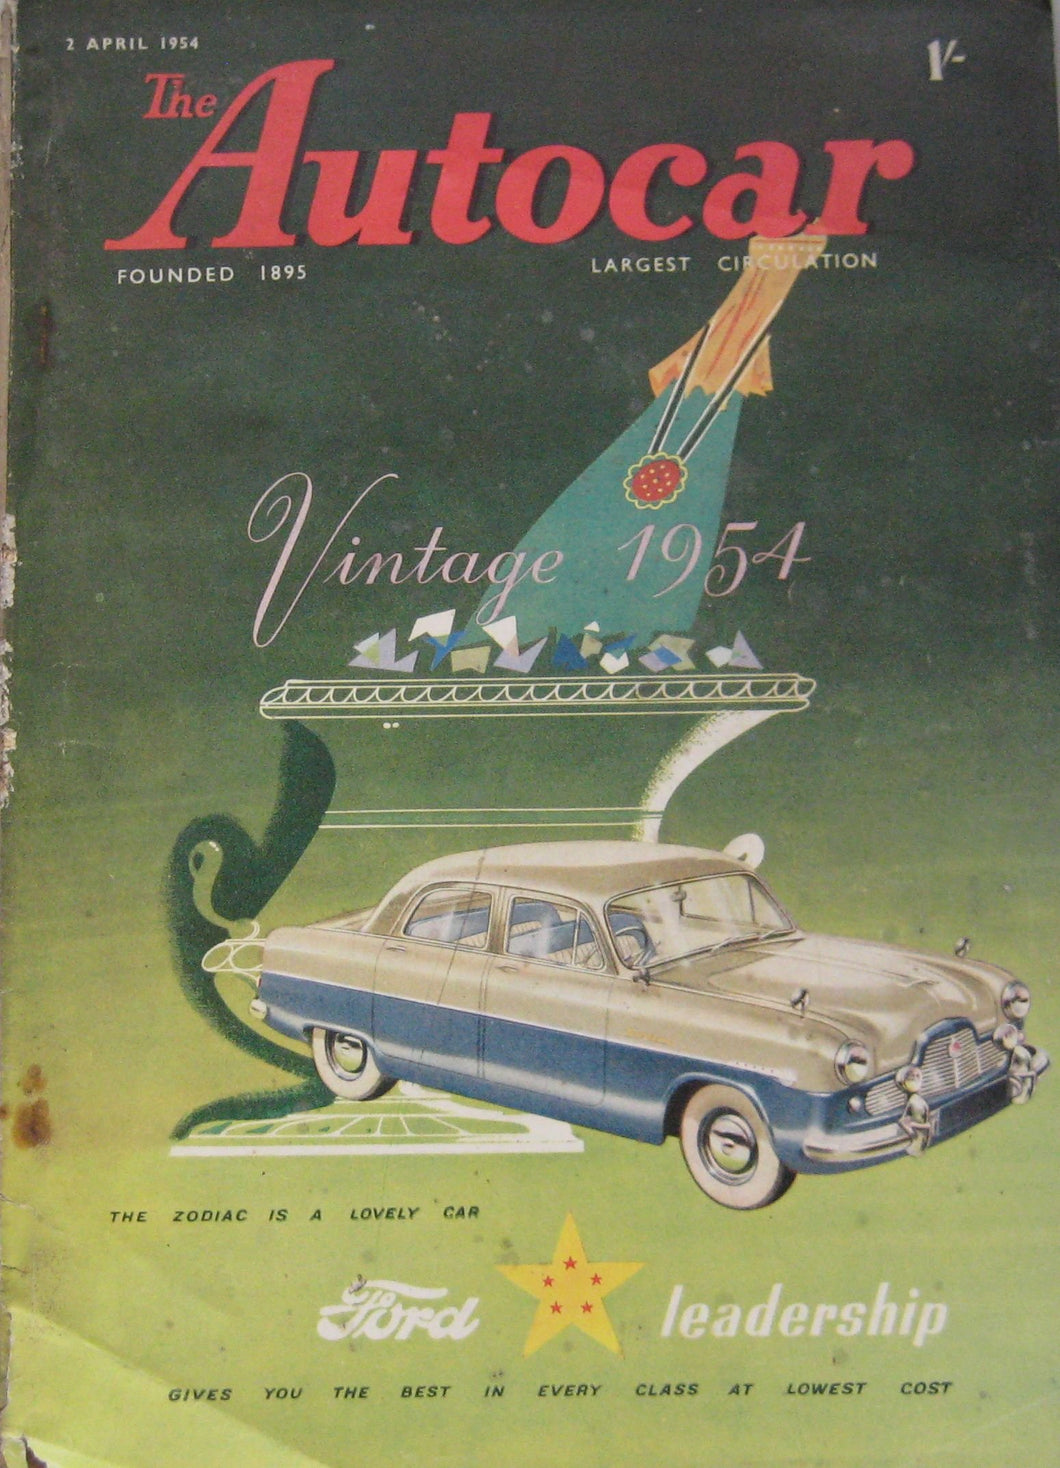 2 APRIL 1954
1/-
The Autocar
FOUNDED 1895
LARGEST CIRCULATION
Vintage 1954
THE ZODIAC IS A LOVELY CAR
Ford leadership
GIVES YOU THE BEST IN EVERY CLASS AT LOWEST COST